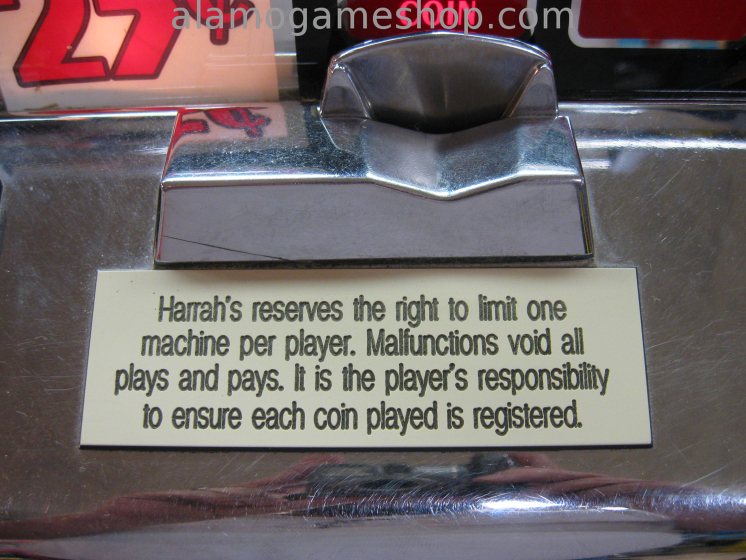 alamogameshop.com
COIN
25¢
Harrah's reserves the right to limit one
machine per player. Malfunctions void all
plays and pays. It is the player's responsibility
to ensure each coin played is registered.